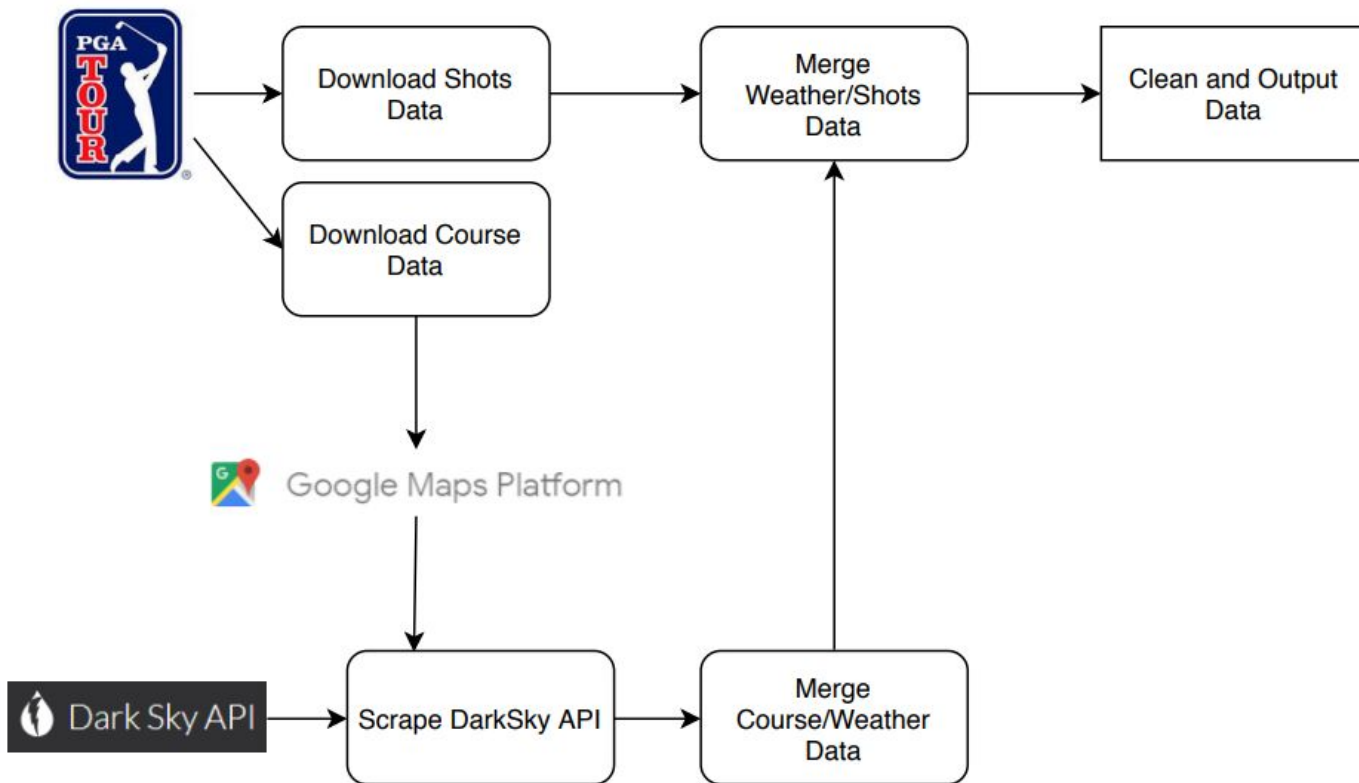 PGA
TOUR
®
Download Shots
Data
Merge
Weather/Shots
Data
Clean and Output
Data
Download Course
Data
G
Google Maps Platform
Dark Sky API
Scrape DarkSky API
Merge
Course/Weather
Data